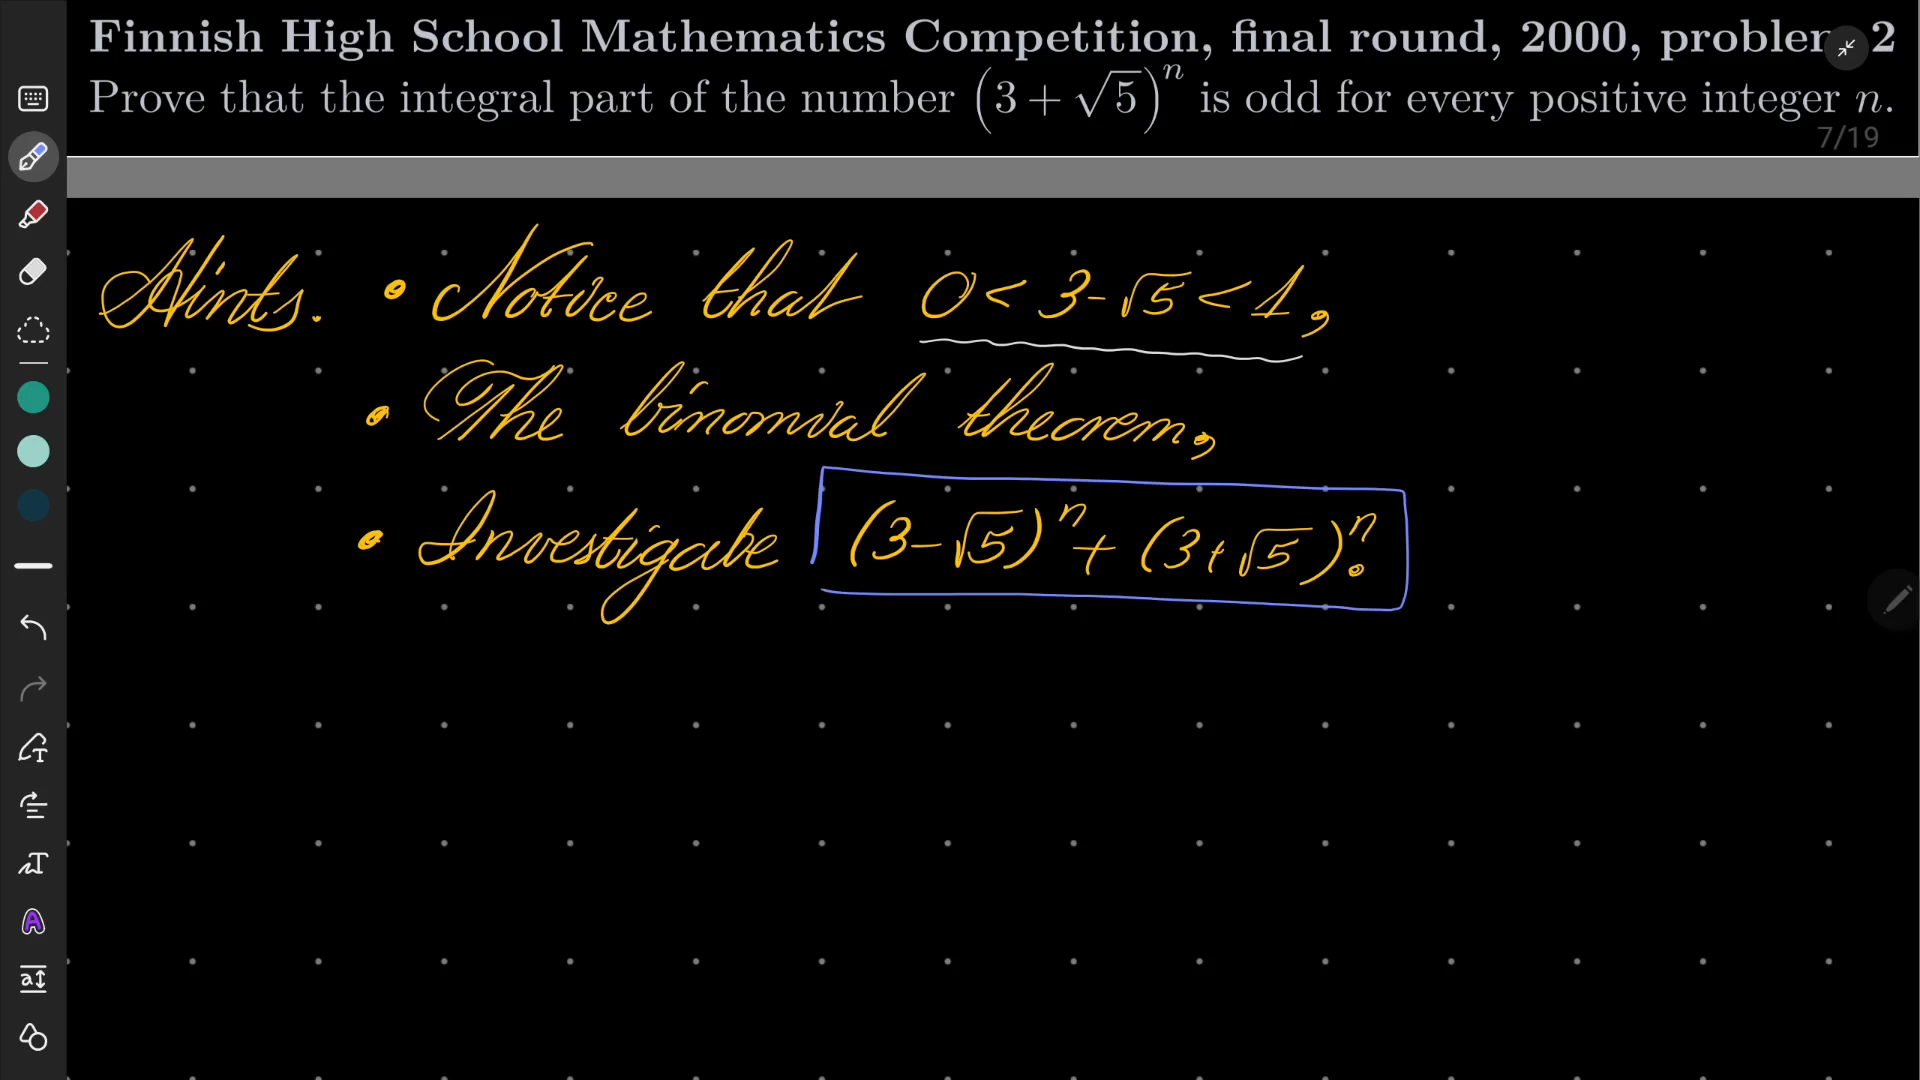 Finnish High School Mathematics Competition, final round, 2000, problem 2
Prove that the integral part of the number (3 + √5)^n is odd for every positive integer n.
7/19
Hints. • Notice that 0 < 3 - √5 < 1,
• The binomial theorem,
• Investigate (3 - √5)^n + (3 + √5)^n.